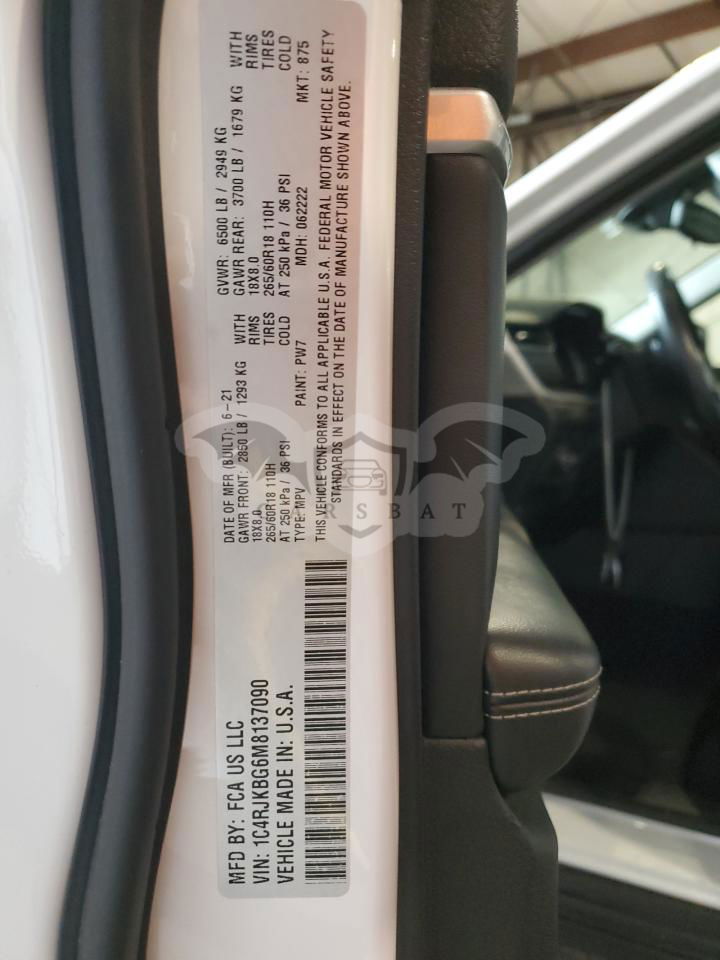 MFD BY: FCA US LLC
DATE OF MFR (BUILT): 6-21
GVWR: 6500 LB / 2949 KG
GAWR FRONT: 2850 LB / 1293 KG WITH
GAWR REAR: 3700 LB / 1679 KG WITH
18X8.0 RIMS
18X8.0 RIMS
265/60R18 110H TIRES
265/60R18 110H TIRES
AT 250 kPa / 36 PSI COLD
AT 250 kPa / 36 PSI COLD
VIN: 1C4RJKBG6M8137090
TYPE: MPV PAINT: PW7 MDH: 062222 MKT: 875
VEHICLE MADE IN: U.S.A.
THIS VEHICLE CONFORMS TO ALL APPLICABLE U.S.A. FEDERAL MOTOR VEHICLE SAFETY
STANDARDS IN EFFECT ON THE DATE OF MANUFACTURE SHOWN ABOVE.
CARSBAT